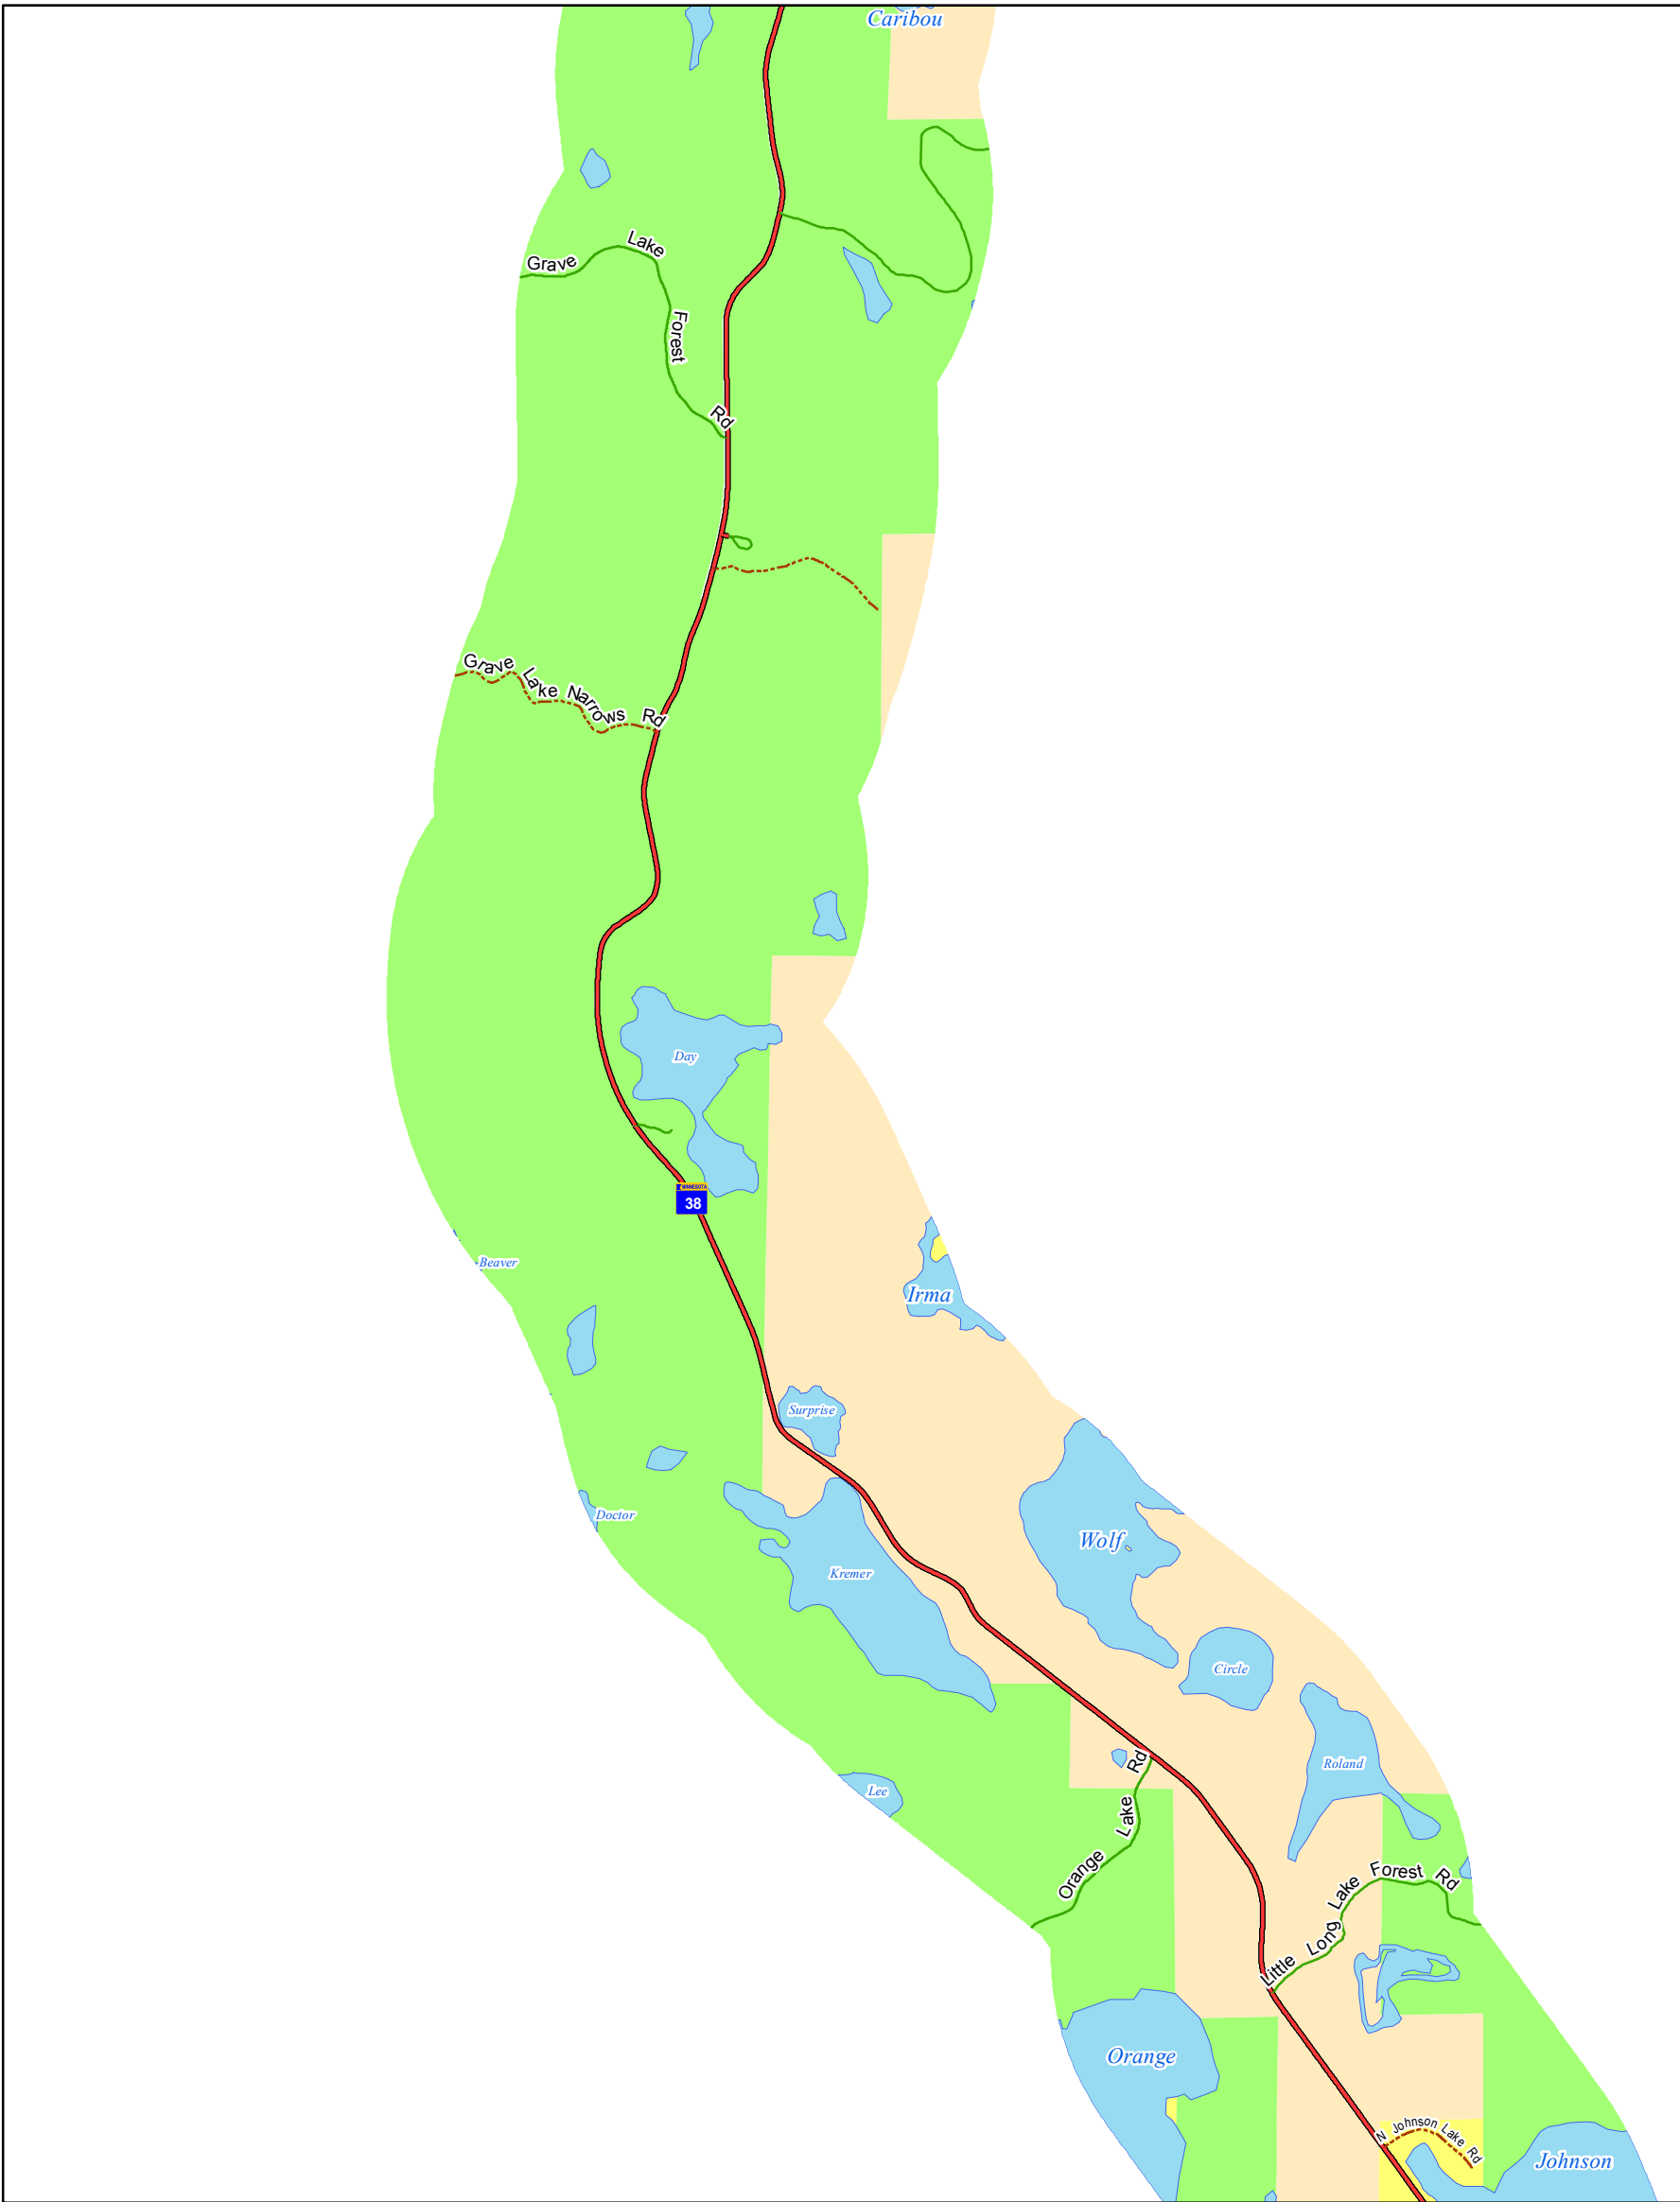 Caribou
Grave Lake Forest Rd
Grave Lake Narrows Rd
Day
MINNESOTA
38
Beaver
Irma
Surprise
Doctor
Wolf
Kremer
Circle
Roland
Lee
Orange Lake Rd
Little Long Lake Forest Rd
Orange
N Johnson Lake Rd
Johnson